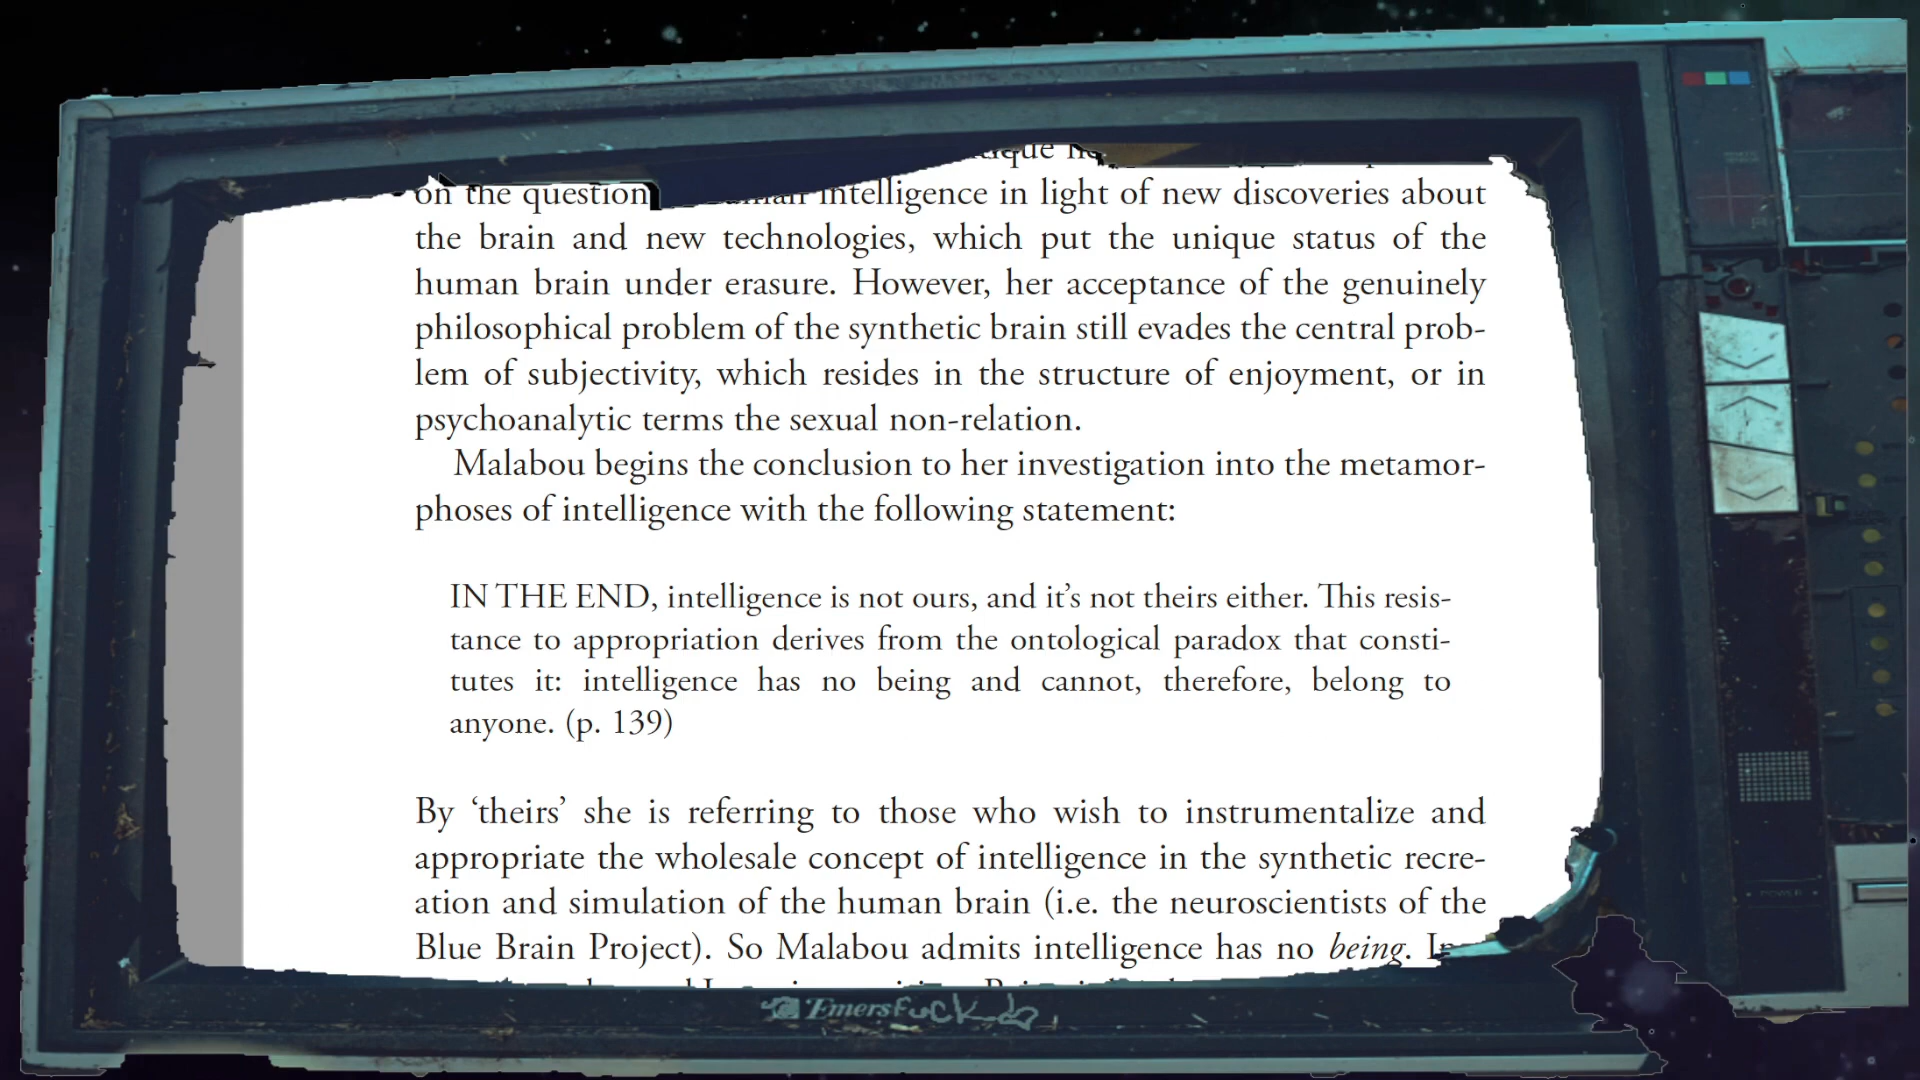 on the question intelligence in light of new discoveries about
the brain and new technologies, which put the unique status of the
human brain under erasure. However, her acceptance of the genuinely
philosophical problem of the synthetic brain still evades the central prob-
lem of subjectivity, which resides in the structure of enjoyment, or in
psychoanalytic terms the sexual non-relation.
Malabou begins the conclusion to her investigation into the metamor-
phoses of intelligence with the following statement:
IN THE END, intelligence is not ours, and it’s not theirs either. This resis-
tance to appropriation derives from the ontological paradox that consti-
tutes it: intelligence has no being and cannot, therefore, belong to
anyone. (p. 139)
By ‘theirs’ she is referring to those who wish to instrumentalize and
appropriate the wholesale concept of intelligence in the synthetic recre-
ation and simulation of the human brain (i.e. the neuroscientists of the
Blue Brain Project). So Malabou admits intelligence has no being.
POWER